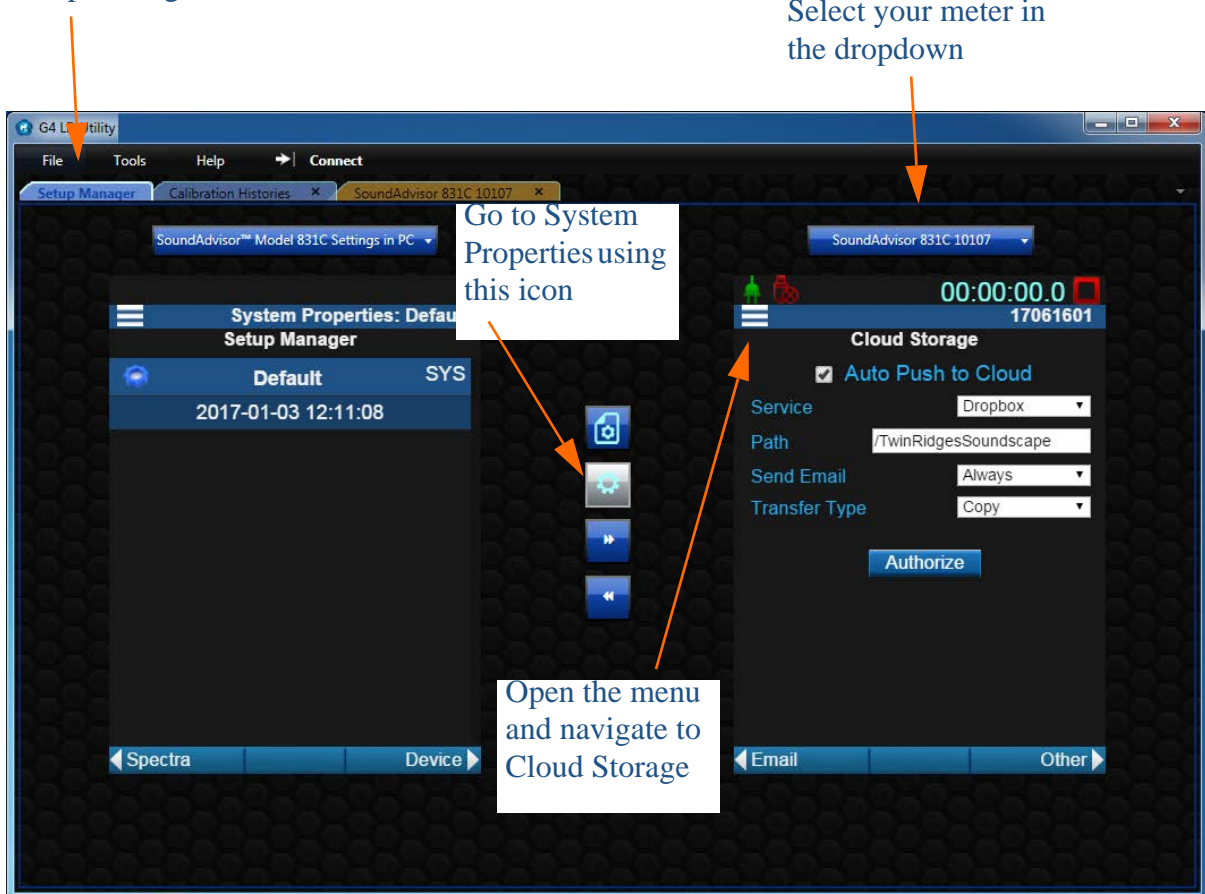 Select your meter in
the dropdown
G4 LD Utility
File Tools Help Connect
Setup Manager Calibration Histories × SoundAdvisor 831C 10107 ×
SoundAdvisor™ Model 831C Settings in PC
Go to System
Properties using
this icon
SoundAdvisor 831C 10107
00:00:00.0
System Properties: Defau
17061601
Setup Manager
Cloud Storage
Default SYS
Auto Push to Cloud
2017-01-03 12:11:08
Service Dropbox
Path /TwinRidgesSoundscape
Send Email Always
Transfer Type Copy
Authorize
Open the menu
and navigate to
Cloud Storage
Spectra Device
Email Other